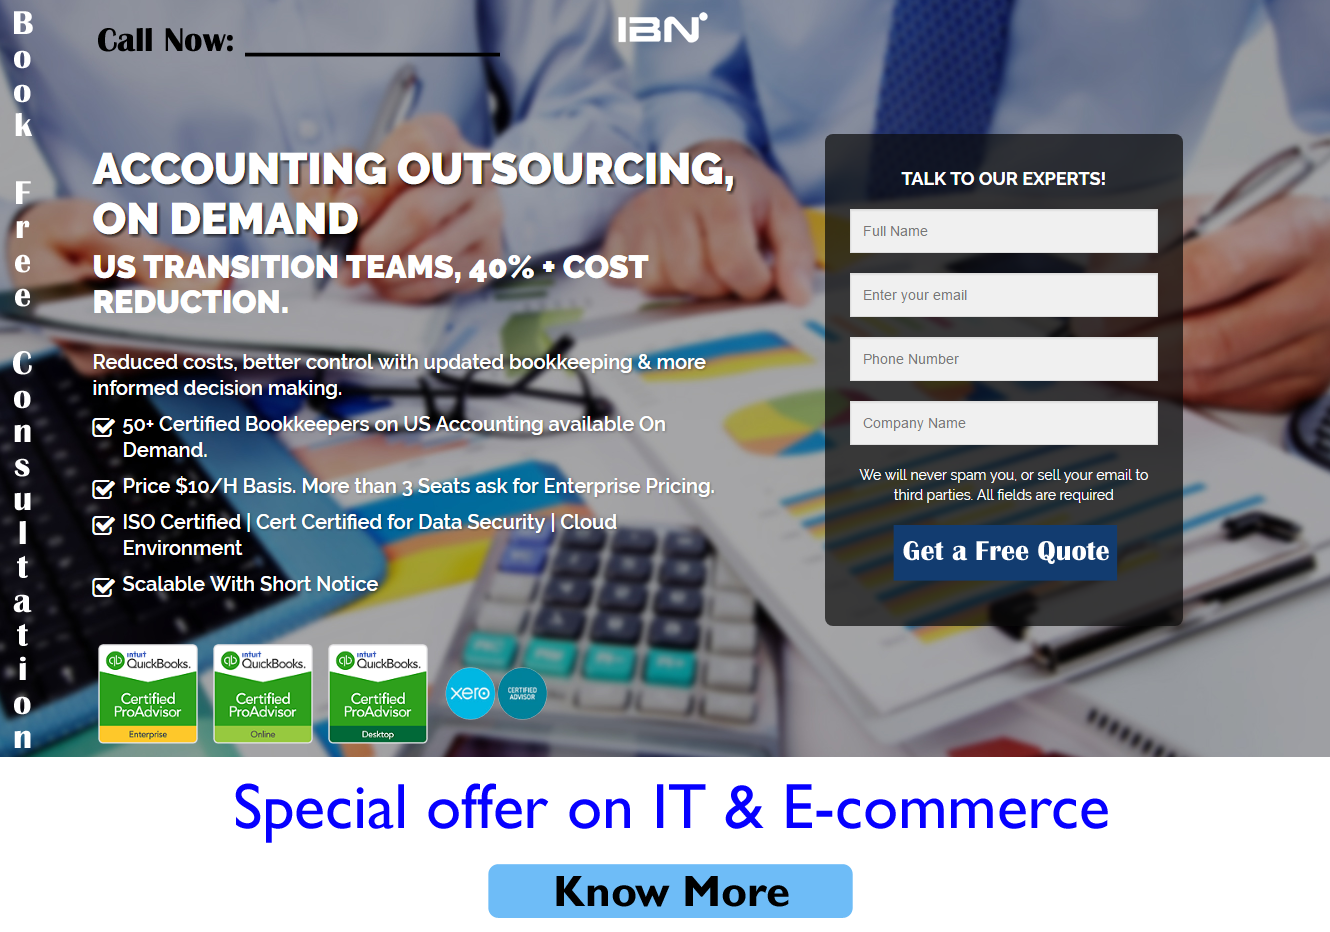 Book Free Consultation
Call Now:
IBN
ACCOUNTING OUTSOURCING,
ON DEMAND
US TRANSITION TEAMS, 40% + COST
REDUCTION.
Reduced costs, better control with updated bookkeeping & more
informed decision making.
50+ Certified Bookkeepers on US Accounting available On
Demand.
Price $10/H Basis. More than 3 Seats ask for Enterprise Pricing.
ISO Certified | Cert Certified for Data Security | Cloud
Environment
Scalable With Short Notice
qb intuit QuickBooks.
Certified
ProAdvisor
Enterprise
qb intuit QuickBooks.
Certified
ProAdvisor
Online
qb intuit QuickBooks.
Certified
ProAdvisor
Desktop
xero
CERTIFIED
ADVISOR
TALK TO OUR EXPERTS!
Full Name
Enter your email
Phone Number
Company Name
We will never spam you, or sell your email to
third parties. All fields are required
Get a Free Quote
Special offer on IT & E-commerce
Know More